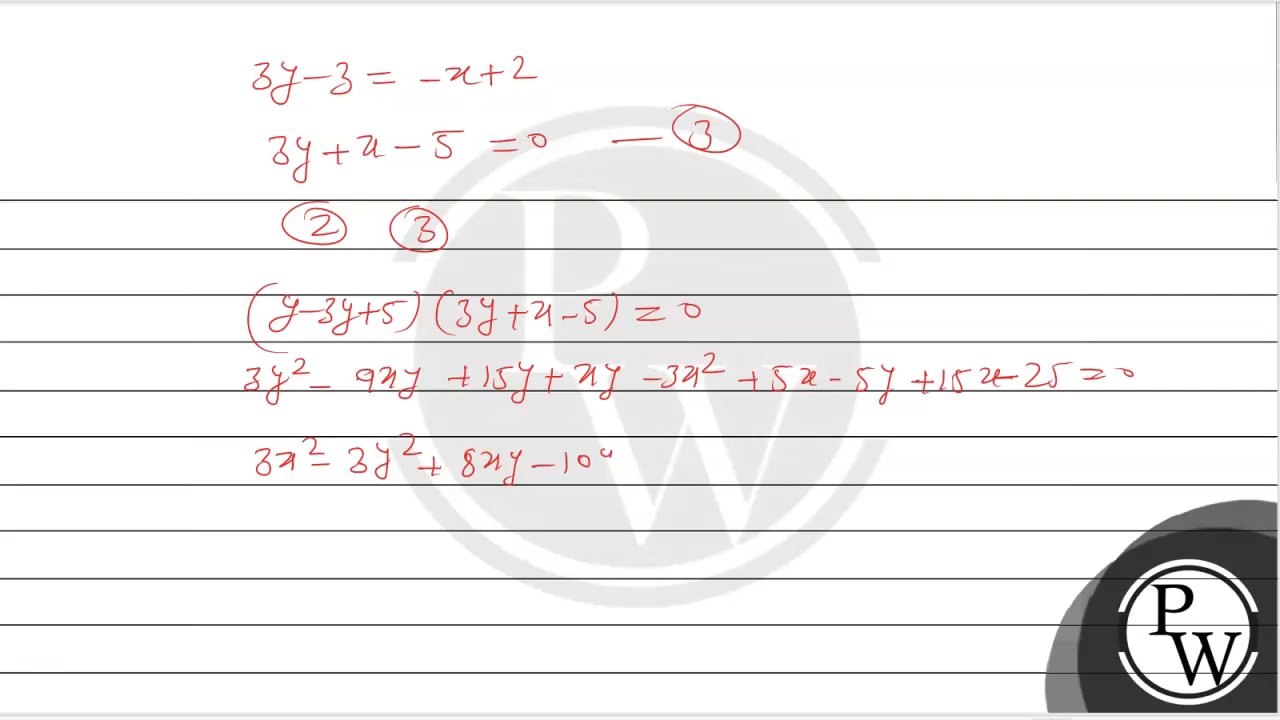 3y-3 = -x+2
3y+x-5 =0 — ③
② ③
(y-3y+5)(3y+x-5)=0
3y²- 9xy +15y+xy -3x² +5x-5y+15x-25=0
3x²-3y²+8xy-10
PW
PW